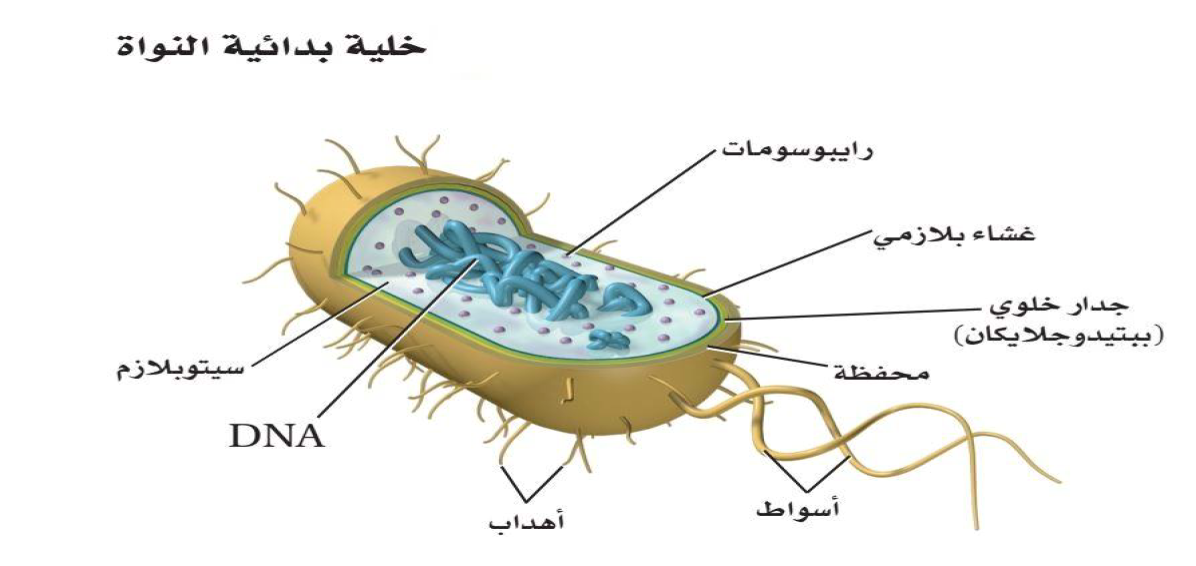 خلية بدائية النواة
رايبوسومات
غشاء بلازمي
جدار خلوي
(ببتيدوجلايكان)
محفظة
سيتوبلازم
DNA
أسواط
أهداب